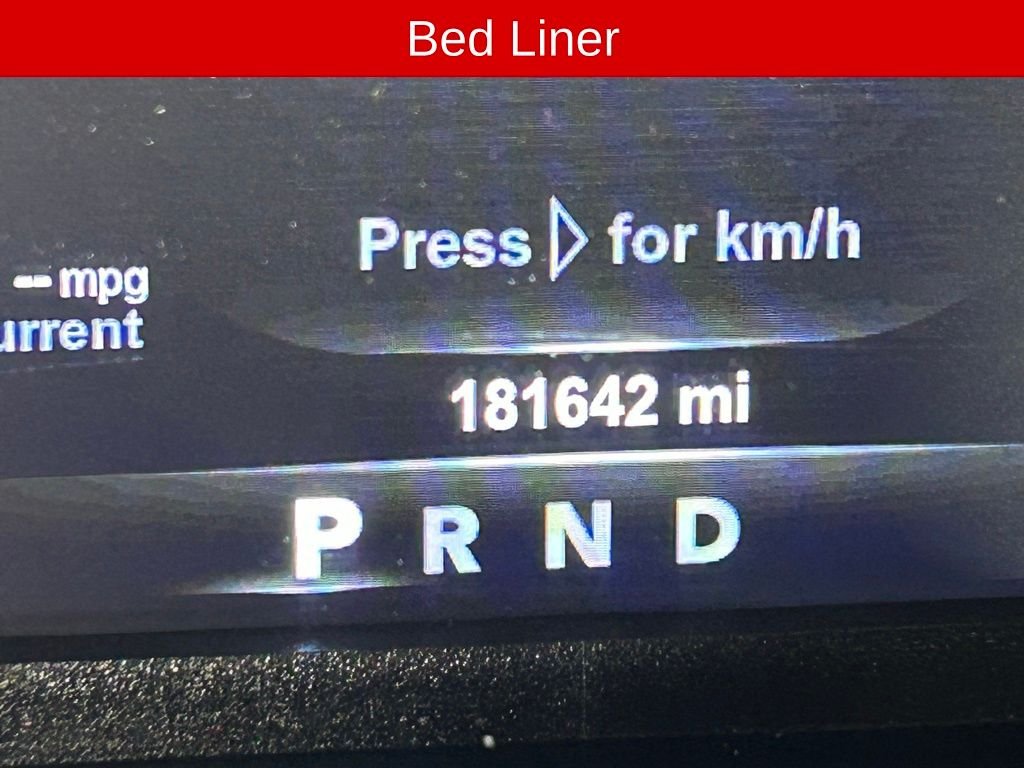 Bed Liner
Press ▷ for km/h
-- mpg
urrent
181642 mi
P R N D